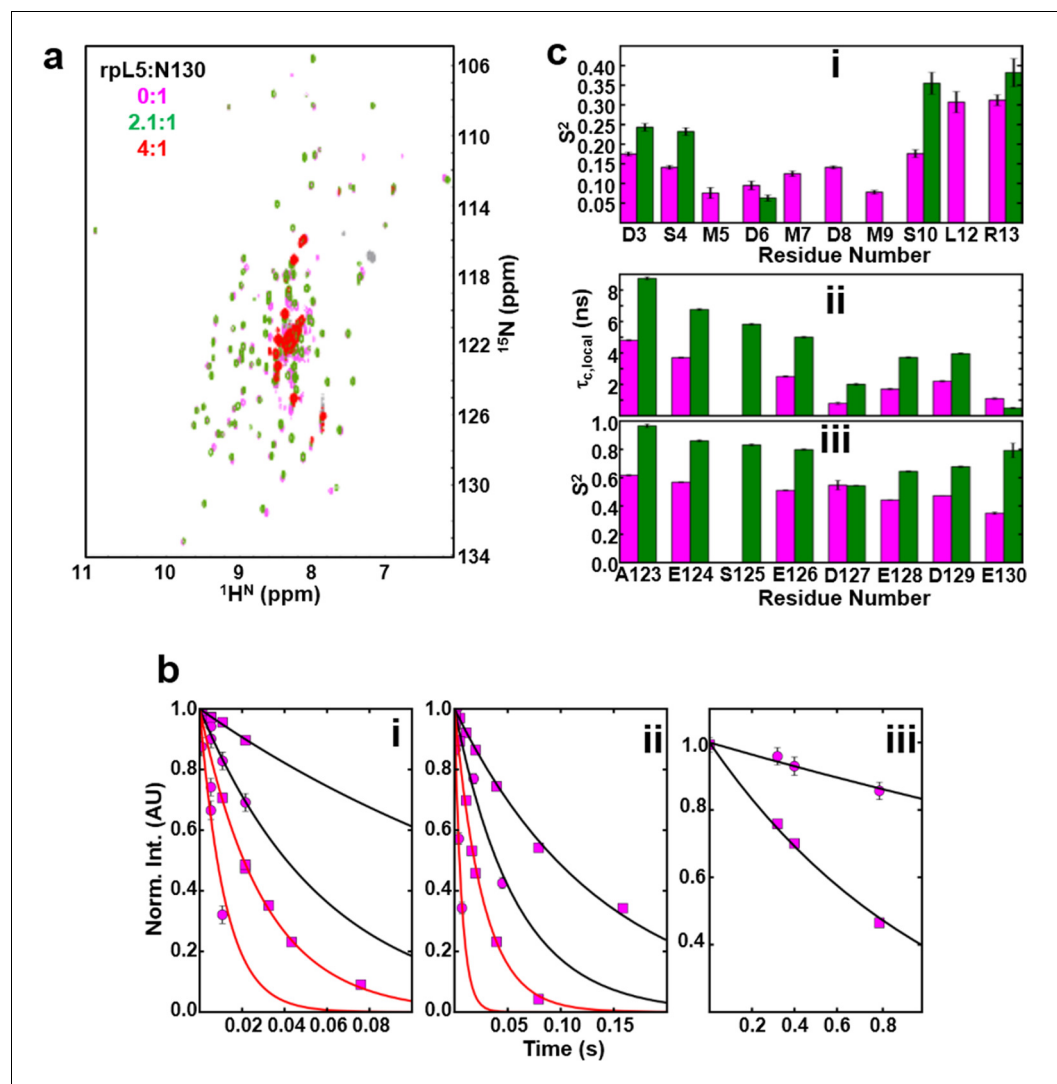 a
rpL5:N130
0:1
2.1:1
4:1
106
110
114
118
122
126
130
134
¹⁵N (ppm)
11 10 9 8 7
¹Hᴺ (ppm)
c
i
S²
0.40
0.35
0.30
0.25
0.20
0.15
0.10
0.05
D3 S4 M5 D6 M7 D8 M9 S10 L12 R13
Residue Number
ii
τc,local (ns)
8
6
4
2
iii
S²
1.0
0.8
0.6
0.4
0.2
0.0
A123 E124 S125 E126 D127 E128 D129 E130
Residue Number
b
i
Norm. Int. (AU)
1.0
0.8
0.6
0.4
0.2
0.0
0.02 0.04 0.06 0.08
ii
0.05 0.10 0.15
Time (s)
iii
1.0
0.8
0.6
0.4
0.2 0.4 0.6 0.8